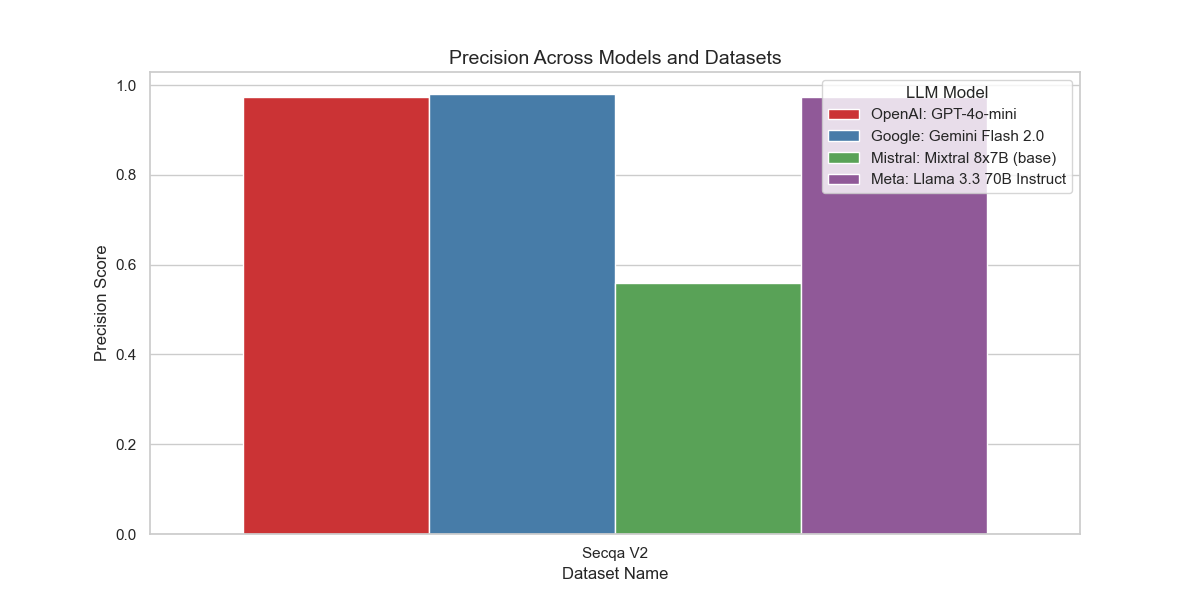 Precision Across Models and Datasets
1.0
0.8
0.6
0.4
0.2
0.0
Precision Score
LLM Model
OpenAI: GPT-4o-mini
Google: Gemini Flash 2.0
Mistral: Mixtral 8x7B (base)
Meta: Llama 3.3 70B Instruct
Secqa V2
Dataset Name